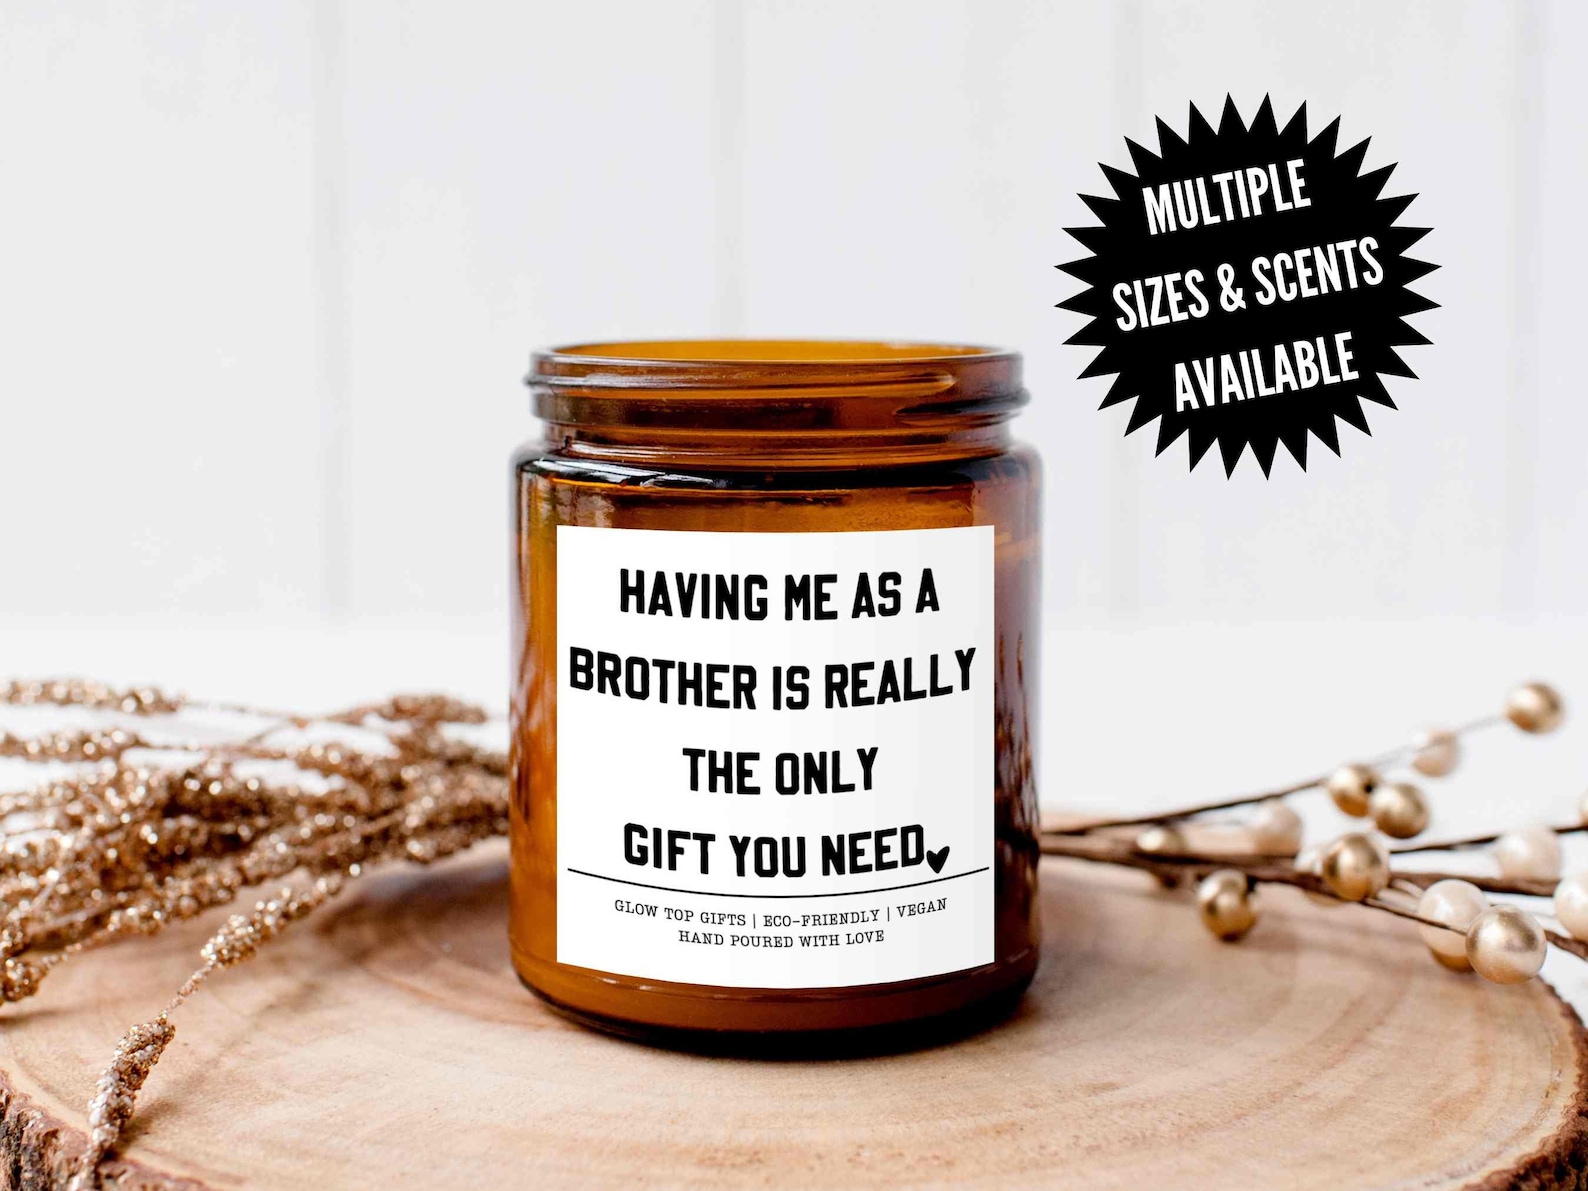 MULTIPLE
SIZES & SCENTS
AVAILABLE
HAVING ME AS A
BROTHER IS REALLY
THE ONLY
GIFT YOU NEED
GLOW TOP GIFTS | ECO-FRIENDLY | VEGAN
HAND POURED WITH LOVE